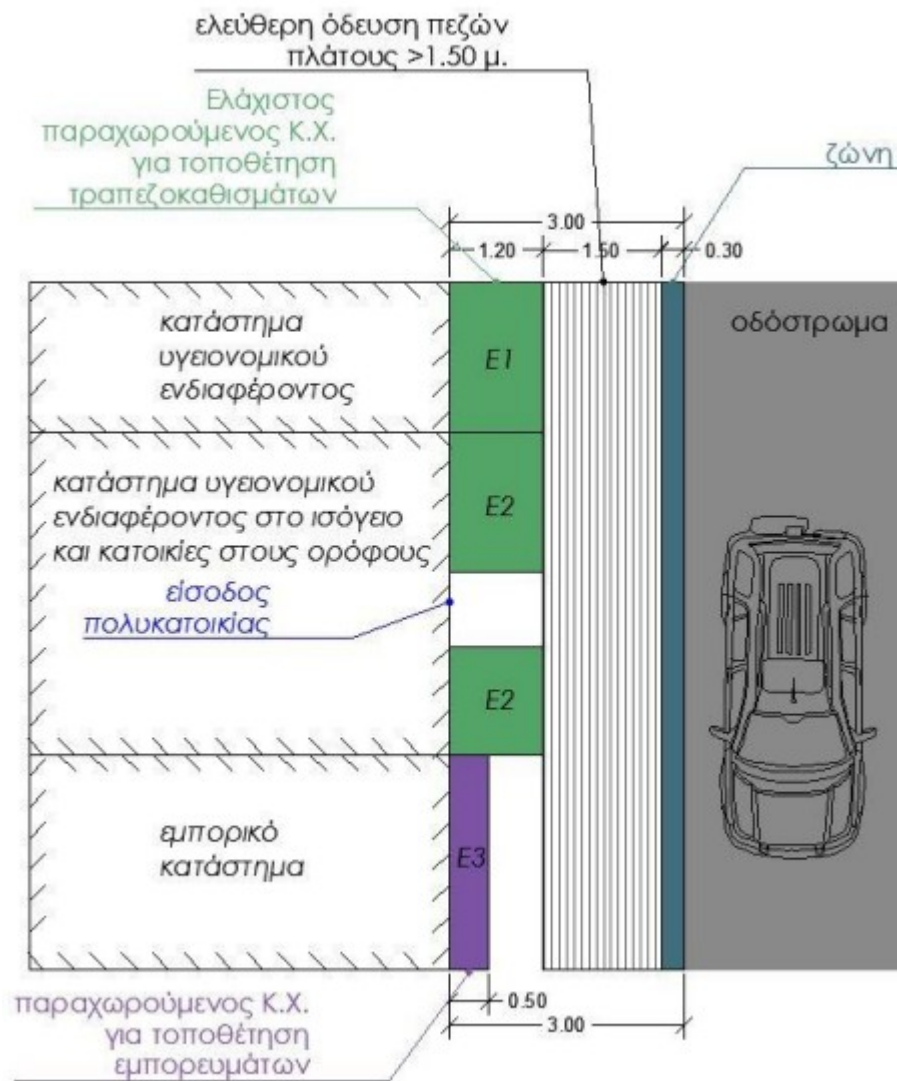 ελεύθερη όδευση πεζών
πλάτους >1.50 μ.
Ελάχιστος
παραχωρούμενος Κ.Χ.
για τοποθέτηση
τραπεζοκαθισμάτων
ζώνη
3.00
1.20
1.50
0.30
οδόστρωμα
κατάστημα
υγειονομικού
ενδιαφέροντος
E1
κατάστημα υγειονομικού
ενδιαφέροντος στο ισόγειο
και κατοικίες στους ορόφους
E2
είσοδος
πολυκατοικίας
E2
εμπορικό
κατάστημα
E3
παραχωρούμενος Κ.Χ.
για τοποθέτηση
εμπορευμάτων
0.50
3.00